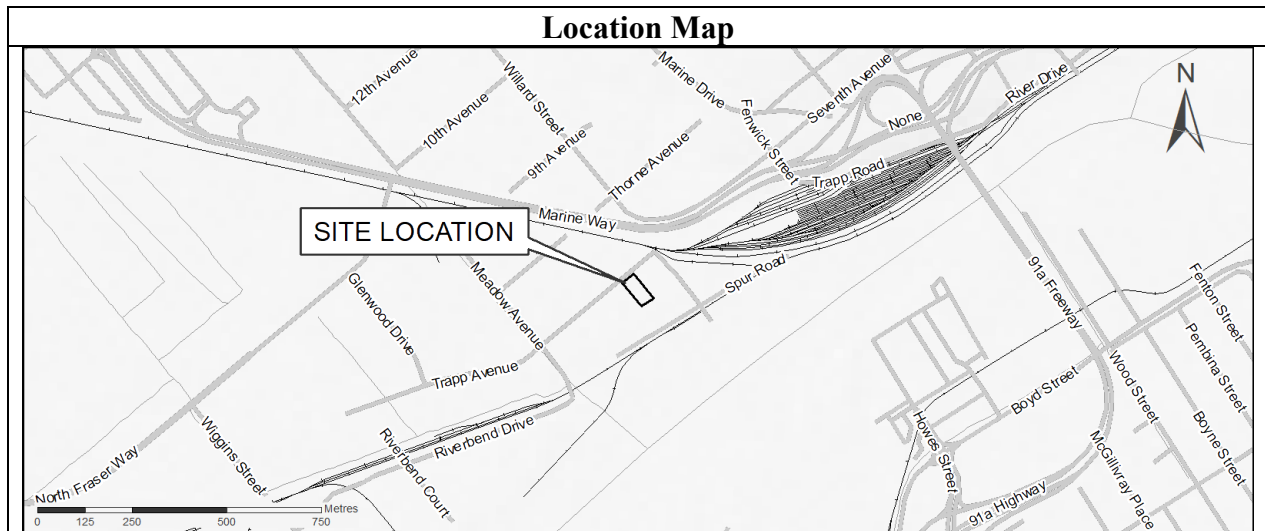 Location Map
12th Avenue
10th Avenue
Willard Street
9th Avenue
Thorne Avenue
Marine Drive
Fenwick Street
Seventh Avenue
None
River Drive
Trapp Road
N
Marine Way
SITE LOCATION
Glenwood Drive
Meadow Avenue
Spur Road
91a Freeway
Fenton Street
Pembina Street
Trapp Avenue
Boyd Street
Wood Street
Boyne Street
North Fraser Way
Wiggins Street
Riverbend Drive
Riverbend Court
Howes Street
91a Highway
McGillivray Place
Metres
0 125 250 500 750